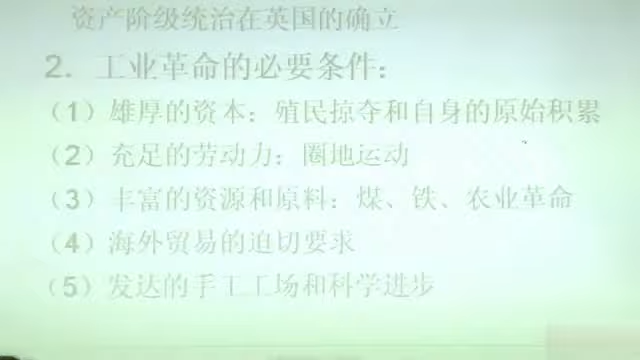 资产阶级统治在英国的确立
2．工业革命的必要条件：
（1）雄厚的资本：殖民掠夺和自身的原始积累
（2）充足的劳动力：圈地运动
（3）丰富的资源和原料：煤、铁、农业革命
（4）海外贸易的迫切要求
（5）发达的手工工场和科学进步